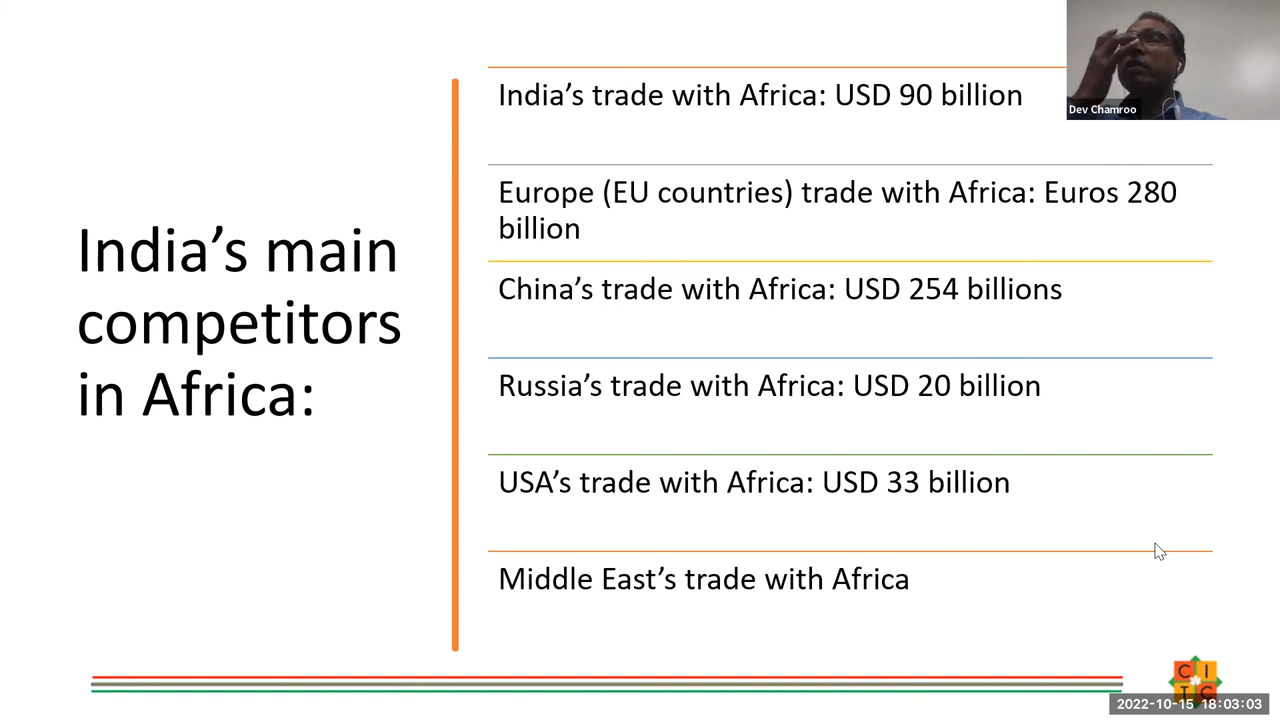 India’s main
competitors
in Africa:
India’s trade with Africa: USD 90 billion
Europe (EU countries) trade with Africa: Euros 280
billion
China’s trade with Africa: USD 254 billions
Russia’s trade with Africa: USD 20 billion
USA’s trade with Africa: USD 33 billion
Middle East’s trade with Africa
Dev Chamroo
C I
T C
2022-10-15 18:03:03